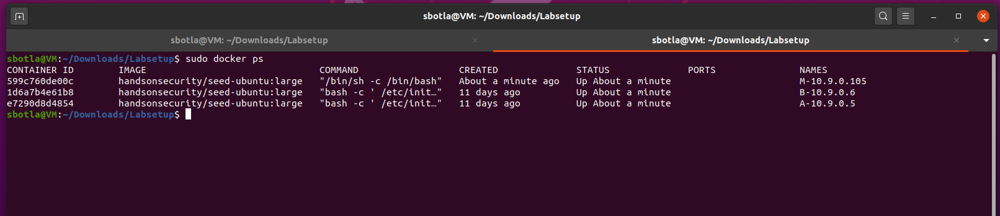 sbotla@VM: ~/Downloads/Labsetup
sbotla@VM: ~/Downloads/Labsetup sbotla@VM: ~/Downloads/Labsetup
sbotla@VM:~/Downloads/Labsetup$ sudo docker ps
CONTAINER ID IMAGE COMMAND CREATED STATUS PORTS NAMES
599c760de00c handsonsecurity/seed-ubuntu:large "/bin/sh -c /bin/bash" About a minute ago Up About a minute M-10.9.0.105
1d6a7b4e61b8 handsonsecurity/seed-ubuntu:large "bash -c ' /etc/init…" 11 days ago Up About a minute B-10.9.0.6
e7290d8d4854 handsonsecurity/seed-ubuntu:large "bash -c ' /etc/init…" 11 days ago Up About a minute A-10.9.0.5
sbotla@VM:~/Downloads/Labsetup$